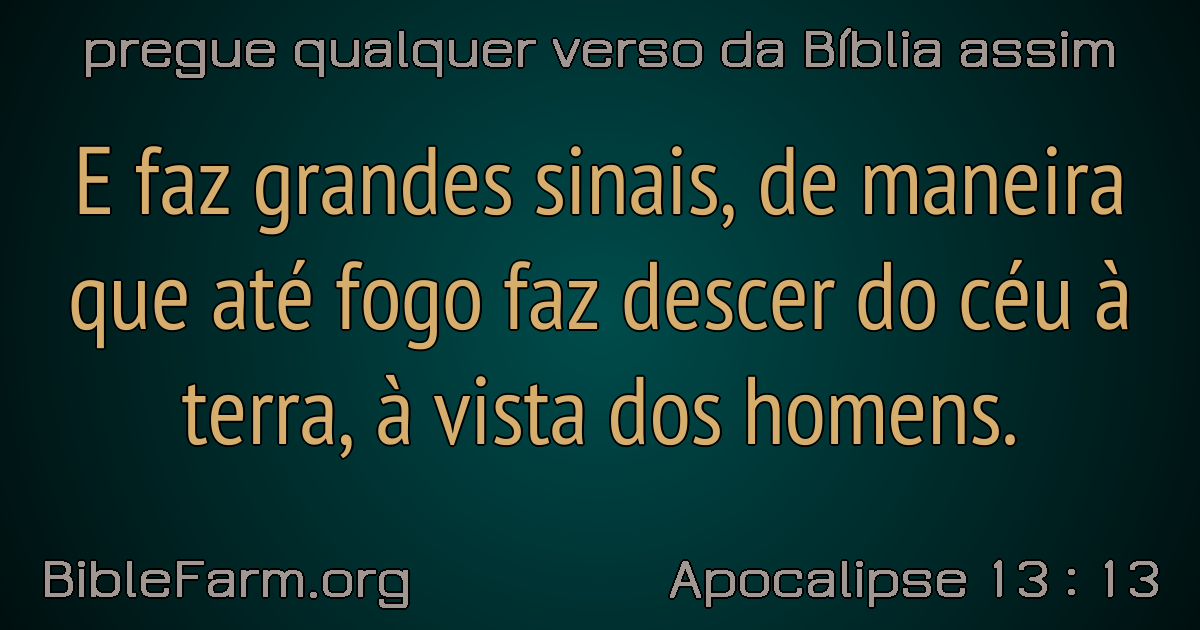 pregue qualquer verso da Bíblia assim
E faz grandes sinais, de maneira
que até fogo faz descer do céu à
terra, à vista dos homens.
BibleFarm.org
Apocalipse 13 : 13